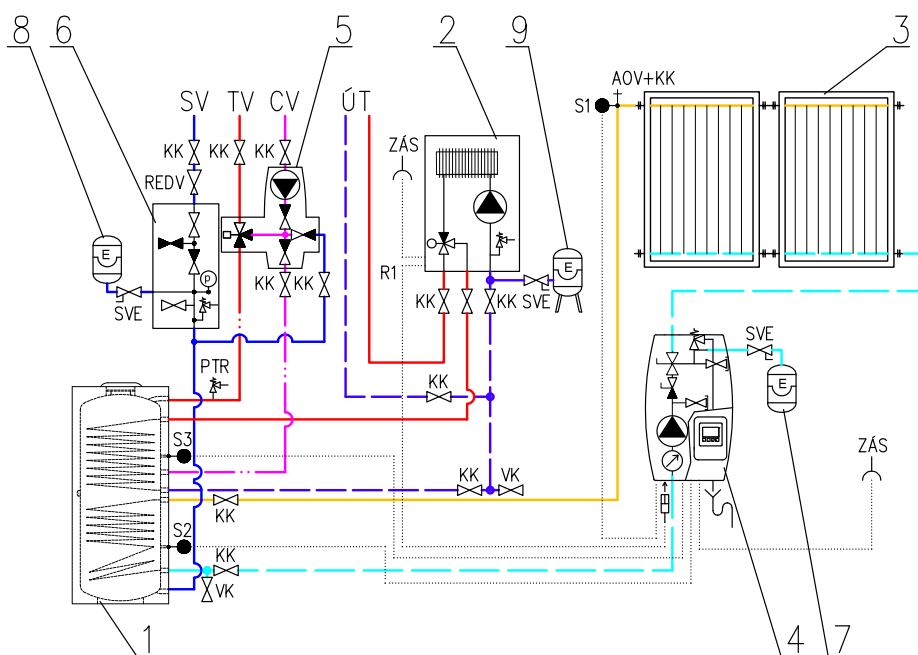 8 6 5 2 9 3
AOV+KK
SV TV CV ÚT
S1
ZÁS
KK KK KK
REDV
E
E
P
R1
KK KK
KK KK
SVE
SVE
SVE
PTR
KK
E
S3
ZÁS
KK VK
KK
S2
KK
VK
1 4 7